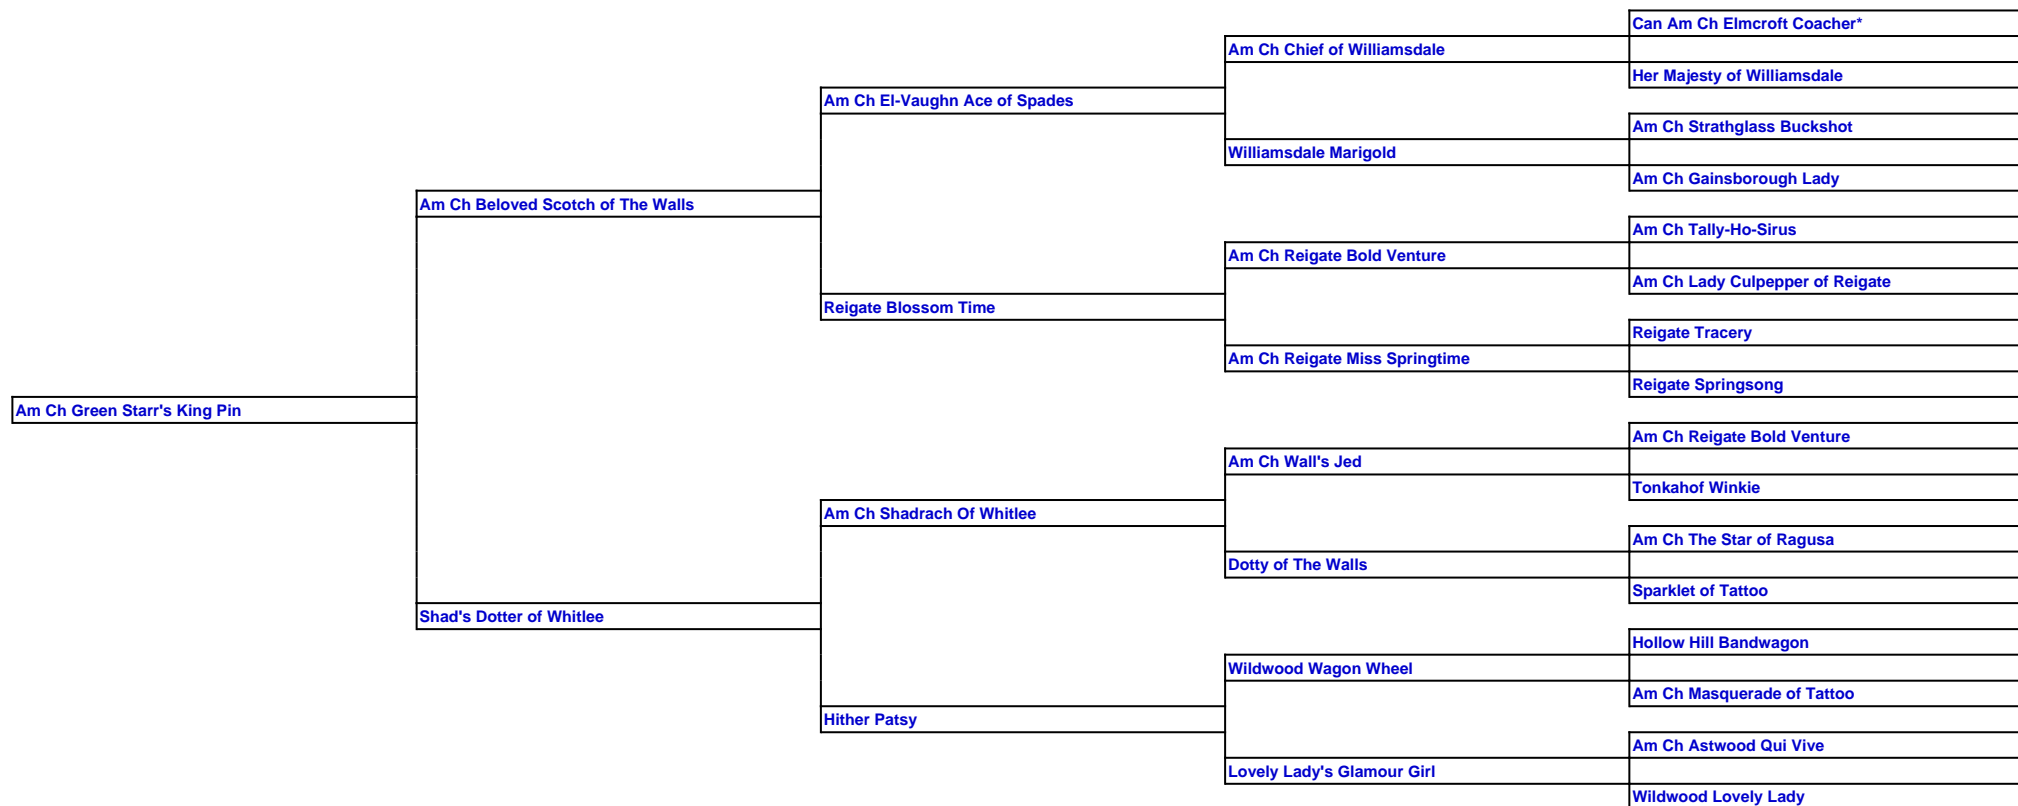 Can Am Ch Elmcroft Coacher*
Am Ch Chief of Williamsdale
Her Majesty of Williamsdale
Am Ch El-Vaughn Ace of Spades
Am Ch Strathglass Buckshot
Williamsdale Marigold
Am Ch Gainsborough Lady
Am Ch Beloved Scotch of The Walls
Am Ch Tally-Ho-Sirus
Am Ch Reigate Bold Venture
Am Ch Lady Culpepper of Reigate
Reigate Blossom Time
Reigate Tracery
Am Ch Reigate Miss Springtime
Reigate Springsong
Am Ch Green Starr's King Pin
Am Ch Reigate Bold Venture
Am Ch Wall's Jed
Tonkahof Winkie
Am Ch Shadrach Of Whitlee
Am Ch The Star of Ragusa
Dotty of The Walls
Sparklet of Tattoo
Shad's Dotter of Whitlee
Hollow Hill Bandwagon
Wildwood Wagon Wheel
Am Ch Masquerade of Tattoo
Hither Patsy
Am Ch Astwood Qui Vive
Lovely Lady's Glamour Girl
Wildwood Lovely Lady